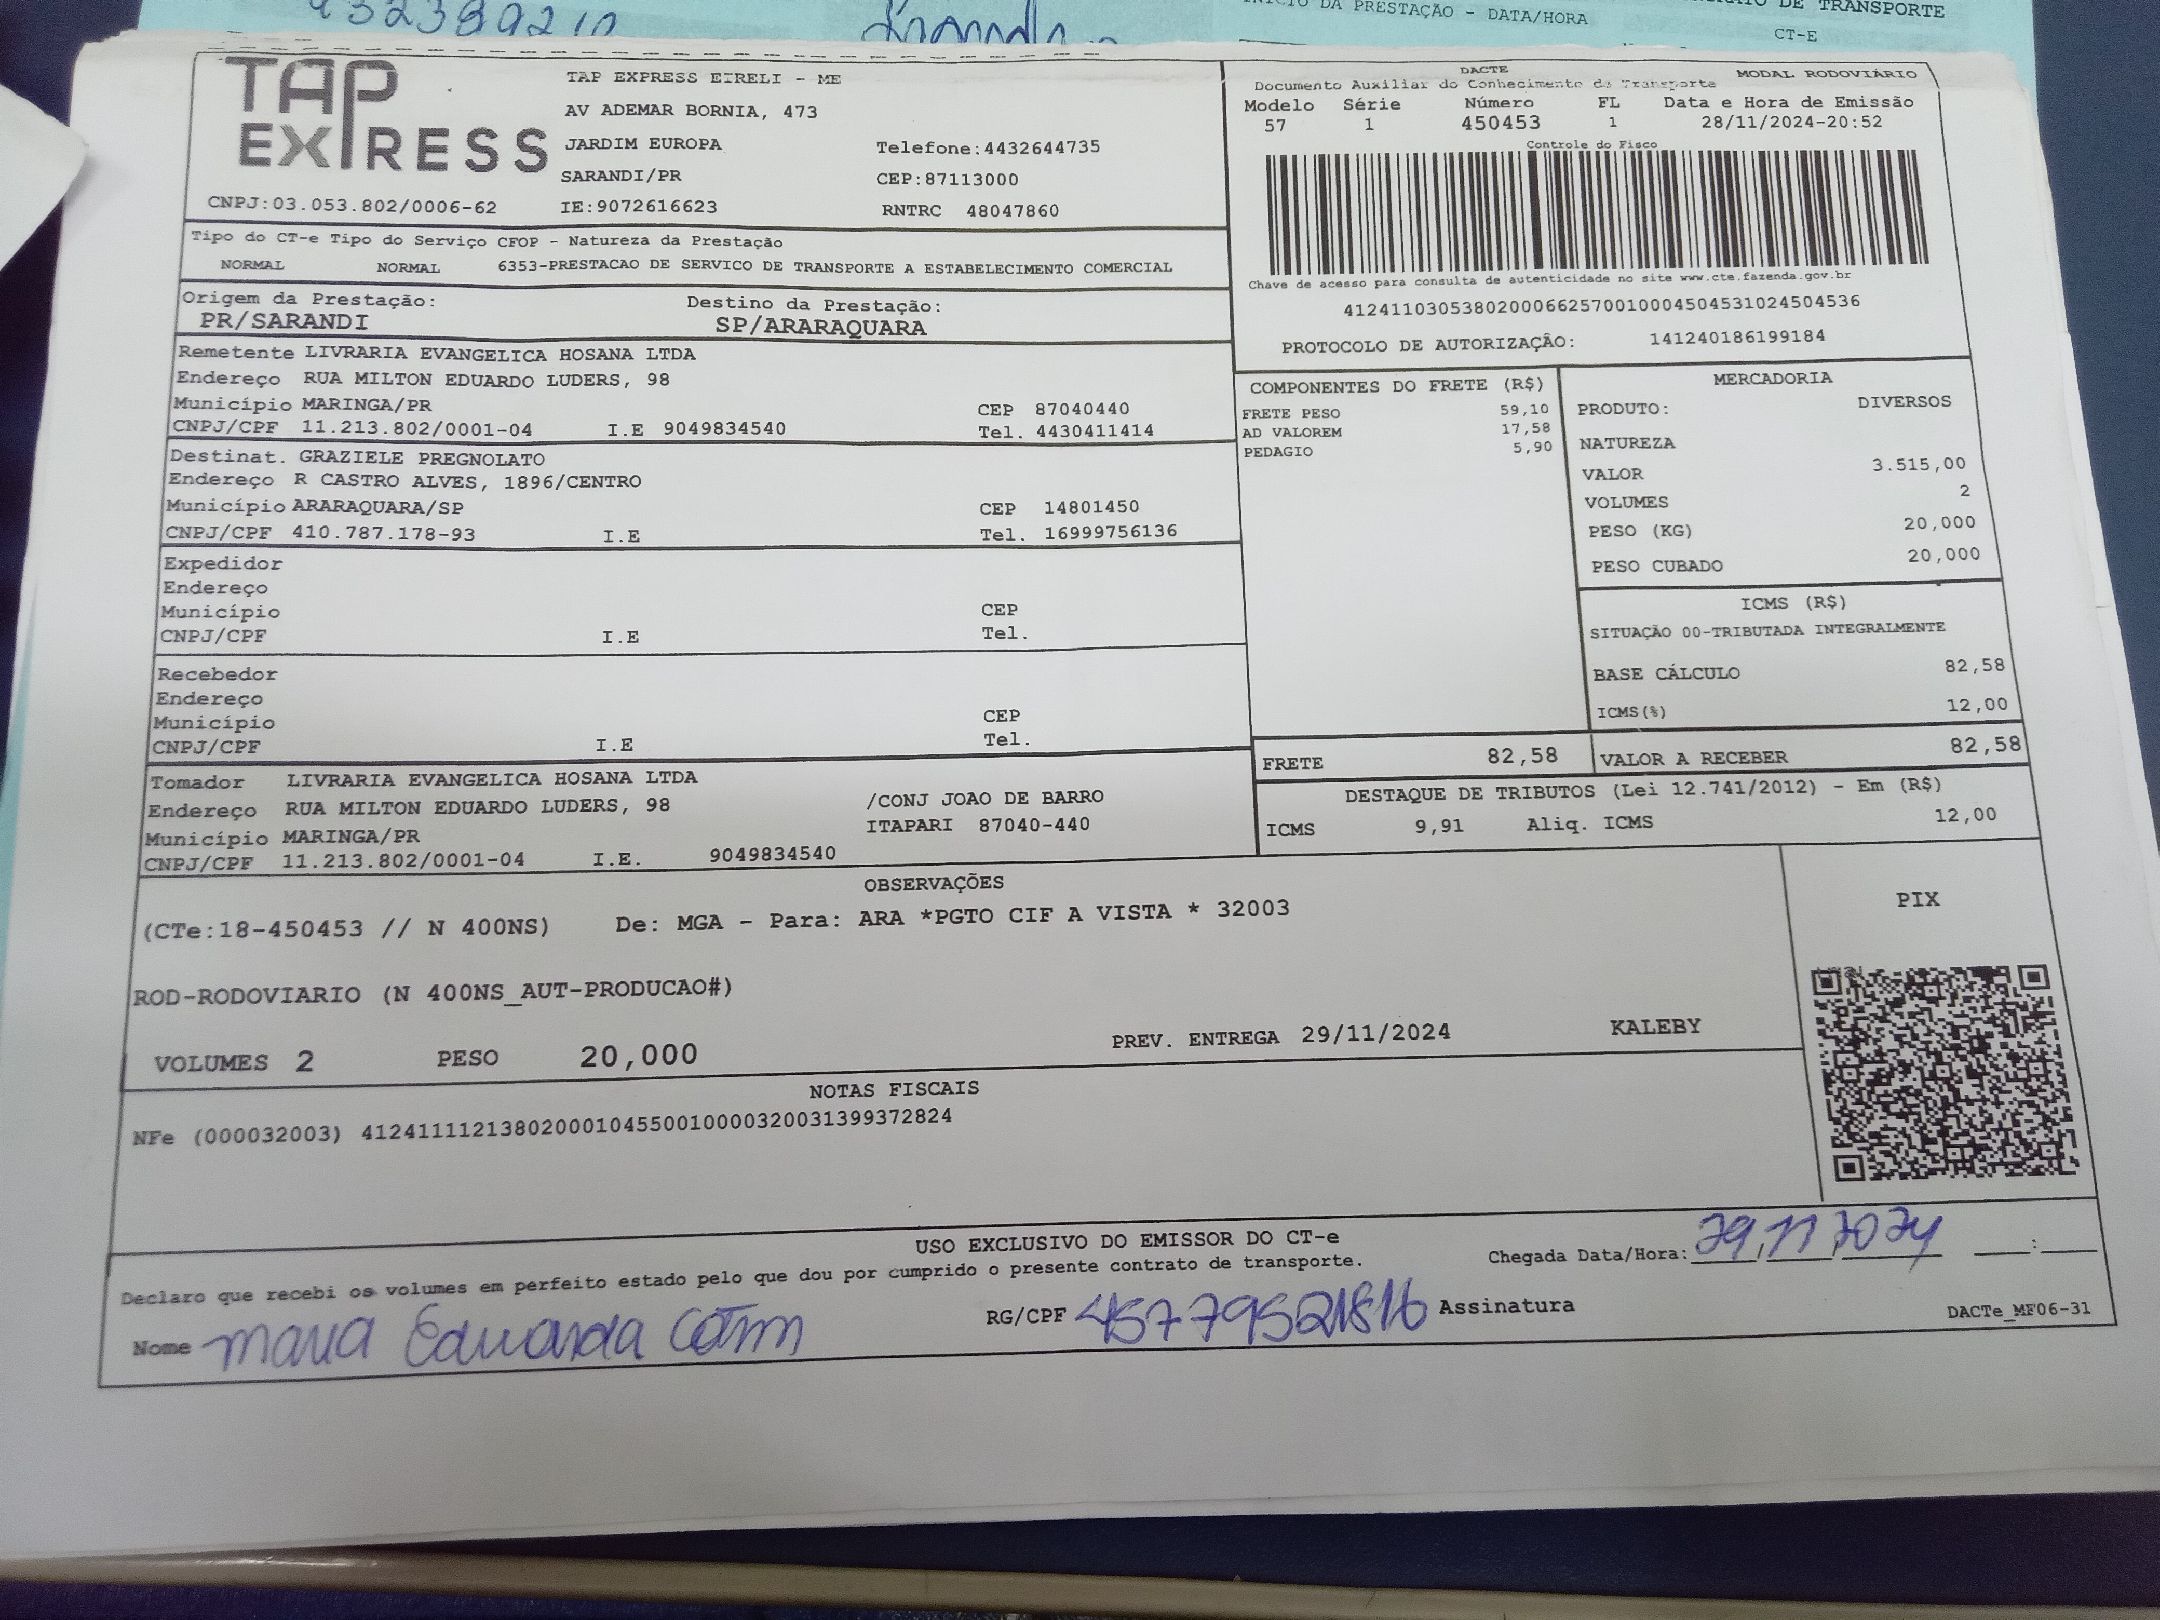 932389210
INÍCIO DA PRESTAÇÃO - DATA/HORA
DE TRANSPORTE
CT-E
TAP EXPRESS
TAP EXPRESS EIRELI - ME
AV ADEMAR BORNIA, 473
JARDIM EUROPA Telefone:4432644735
SARANDI/PR CEP:87113000
CNPJ:03.053.802/0006-62 IE:9072616623 RNTRC 48047860
DACTE MODAL RODOVIÁRIO
Documento Auxiliar do Conhecimento de Transporte
Modelo Série Número FL Data e Hora de Emissão
57 1 450453 1 28/11/2024-20:52
Controle do Fisco
Chave de acesso para consulta de autenticidade no site www.cte.fazenda.gov.br
41241103053802000662570010004504531024504536
PROTOCOLO DE AUTORIZAÇÃO: 141240186199184
Tipo do CT-e Tipo do Serviço CFOP - Natureza da Prestação
NORMAL NORMAL 6353-PRESTACAO DE SERVICO DE TRANSPORTE A ESTABELECIMENTO COMERCIAL
Origem da Prestação: Destino da Prestação:
PR/SARANDI SP/ARARAQUARA
Remetente LIVRARIA EVANGELICA HOSANA LTDA
Endereço RUA MILTON EDUARDO LUDERS, 98
Município MARINGA/PR CEP 87040440
CNPJ/CPF 11.213.802/0001-04 I.E 9049834540 Tel. 4430411414
Destinat. GRAZIELE PREGNOLATO
Endereço R CASTRO ALVES, 1896/CENTRO
Município ARARAQUARA/SP CEP 14801450
CNPJ/CPF 410.787.178-93 I.E Tel. 16999756136
Expedidor
Endereço
Município CEP
CNPJ/CPF I.E Tel.
Recebedor
Endereço
Município CEP
CNPJ/CPF I.E Tel.
Tomador LIVRARIA EVANGELICA HOSANA LTDA
Endereço RUA MILTON EDUARDO LUDERS, 98 /CONJ JOAO DE BARRO
Município MARINGA/PR ITAPARI 87040-440
CNPJ/CPF 11.213.802/0001-04 I.E. 9049834540
COMPONENTES DO FRETE (R$)
FRETE PESO 59,10
AD VALOREM 17,58
PEDAGIO 5,90
MERCADORIA
PRODUTO: DIVERSOS
NATUREZA
VALOR 3.515,00
VOLUMES 2
PESO (KG) 20,000
PESO CUBADO 20,000
ICMS (R$)
SITUAÇÃO 00-TRIBUTADA INTEGRALMENTE
BASE CÁLCULO 82,58
ICMS(%) 12,00
FRETE 82,58 VALOR A RECEBER 82,58
DESTAQUE DE TRIBUTOS (Lei 12.741/2012) - Em (R$)
ICMS 9,91 Aliq. ICMS 12,00
OBSERVAÇÕES
(CTe:18-450453 // N 400NS) De: MGA - Para: ARA *PGTO CIF A VISTA * 32003
ROD-RODOVIARIO (N 400NS_AUT-PRODUCAO#)
VOLUMES 2 PESO 20,000 PREV. ENTREGA 29/11/2024 KALEBY
PIX
NOTAS FISCAIS
NFe (000032003) 41241111213802000104550010000320031399372824
USO EXCLUSIVO DO EMISSOR DO CT-e
Declaro que recebi os volumes em perfeito estado pelo que dou por cumprido o presente contrato de transporte. Chegada Data/Hora: 29/11/2024 :
Nome Maria Eduarda RG/CPF 45779521816 Assinatura DACTe_MF06-31